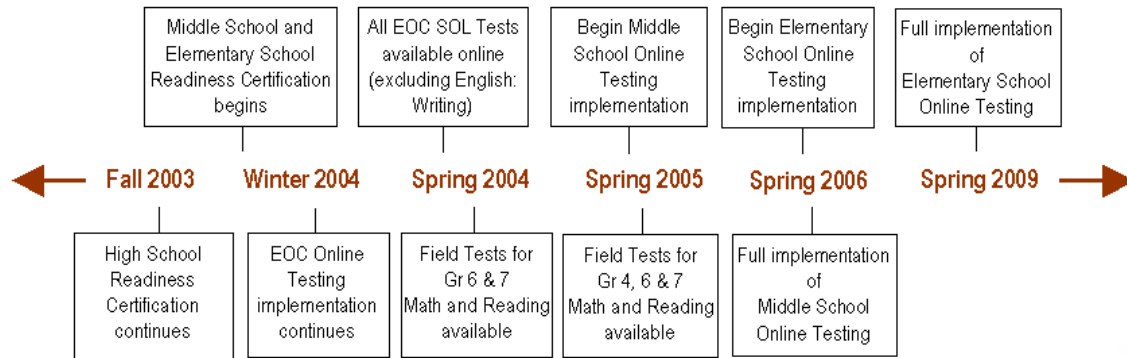 Middle School and
Elementary School
Readiness Certification
begins
All EOC SOL Tests
available online
(excluding English:
Writing)
Begin Middle
School Online
Testing
implementation
Begin Elementary
School Online
Testing
implementation
Full implementation
of
Elementary School
Online Testing
Fall 2003
Winter 2004
Spring 2004
Spring 2005
Spring 2006
Spring 2009
High School
Readiness
Certification
continues
EOC Online
Testing
implementation
continues
Field Tests for
Gr 6 & 7
Math and Reading
available
Field Tests for
Gr 4, 6 & 7
Math and Reading
available
Full implementation
of
Middle School
Online Testing